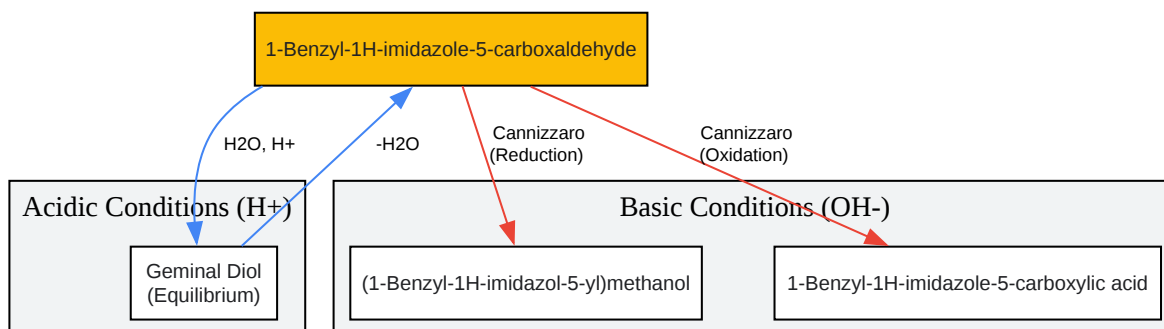 1-Benzyl-1H-imidazole-5-carboxaldehyde
H2O, H+
-H2O
Cannizzaro
(Reduction)
Cannizzaro
(Oxidation)
Acidic Conditions (H+)
Basic Conditions (OH-)
Geminal Diol
(Equilibrium)
(1-Benzyl-1H-imidazol-5-yl)methanol
1-Benzyl-1H-imidazole-5-carboxylic acid